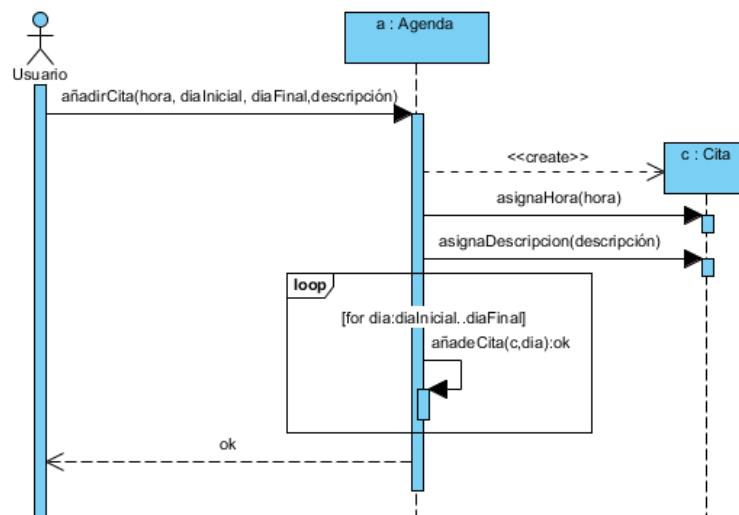 a : Agenda
Usuario
añadirCita(hora, diaInicial, diaFinal,descripción)
<<create>>
c : Cita
asignaHora(hora)
asignaDescripcion(descripción)
loop
[for dia:diaInicial..diaFinal]
añadeCita(c,dia):ok
ok